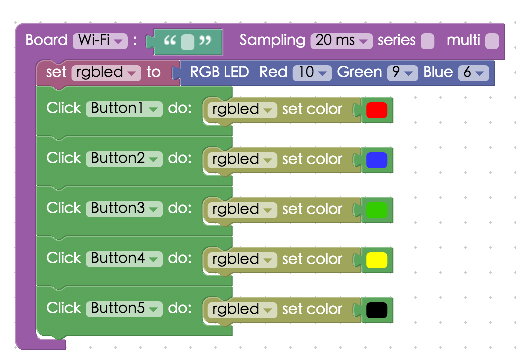 Board Wi-Fi : “ ” Sampling 20 ms series multi
set rgbled to RGB LED Red 10 Green 9 Blue 6
Click Button1 do: rgbled set color
Click Button2 do: rgbled set color
Click Button3 do: rgbled set color
Click Button4 do: rgbled set color
Click Button5 do: rgbled set color